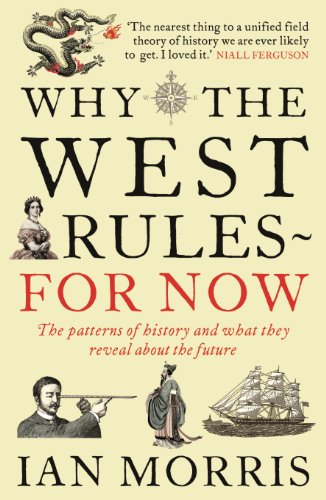 ‘The nearest thing to a unified field
theory of history we are ever likely
to get. I loved it.’ NIALL FERGUSON
WHY THE
WEST
RULES~
FOR NOW
The patterns of history and what they
reveal about the future
IAN MORRIS